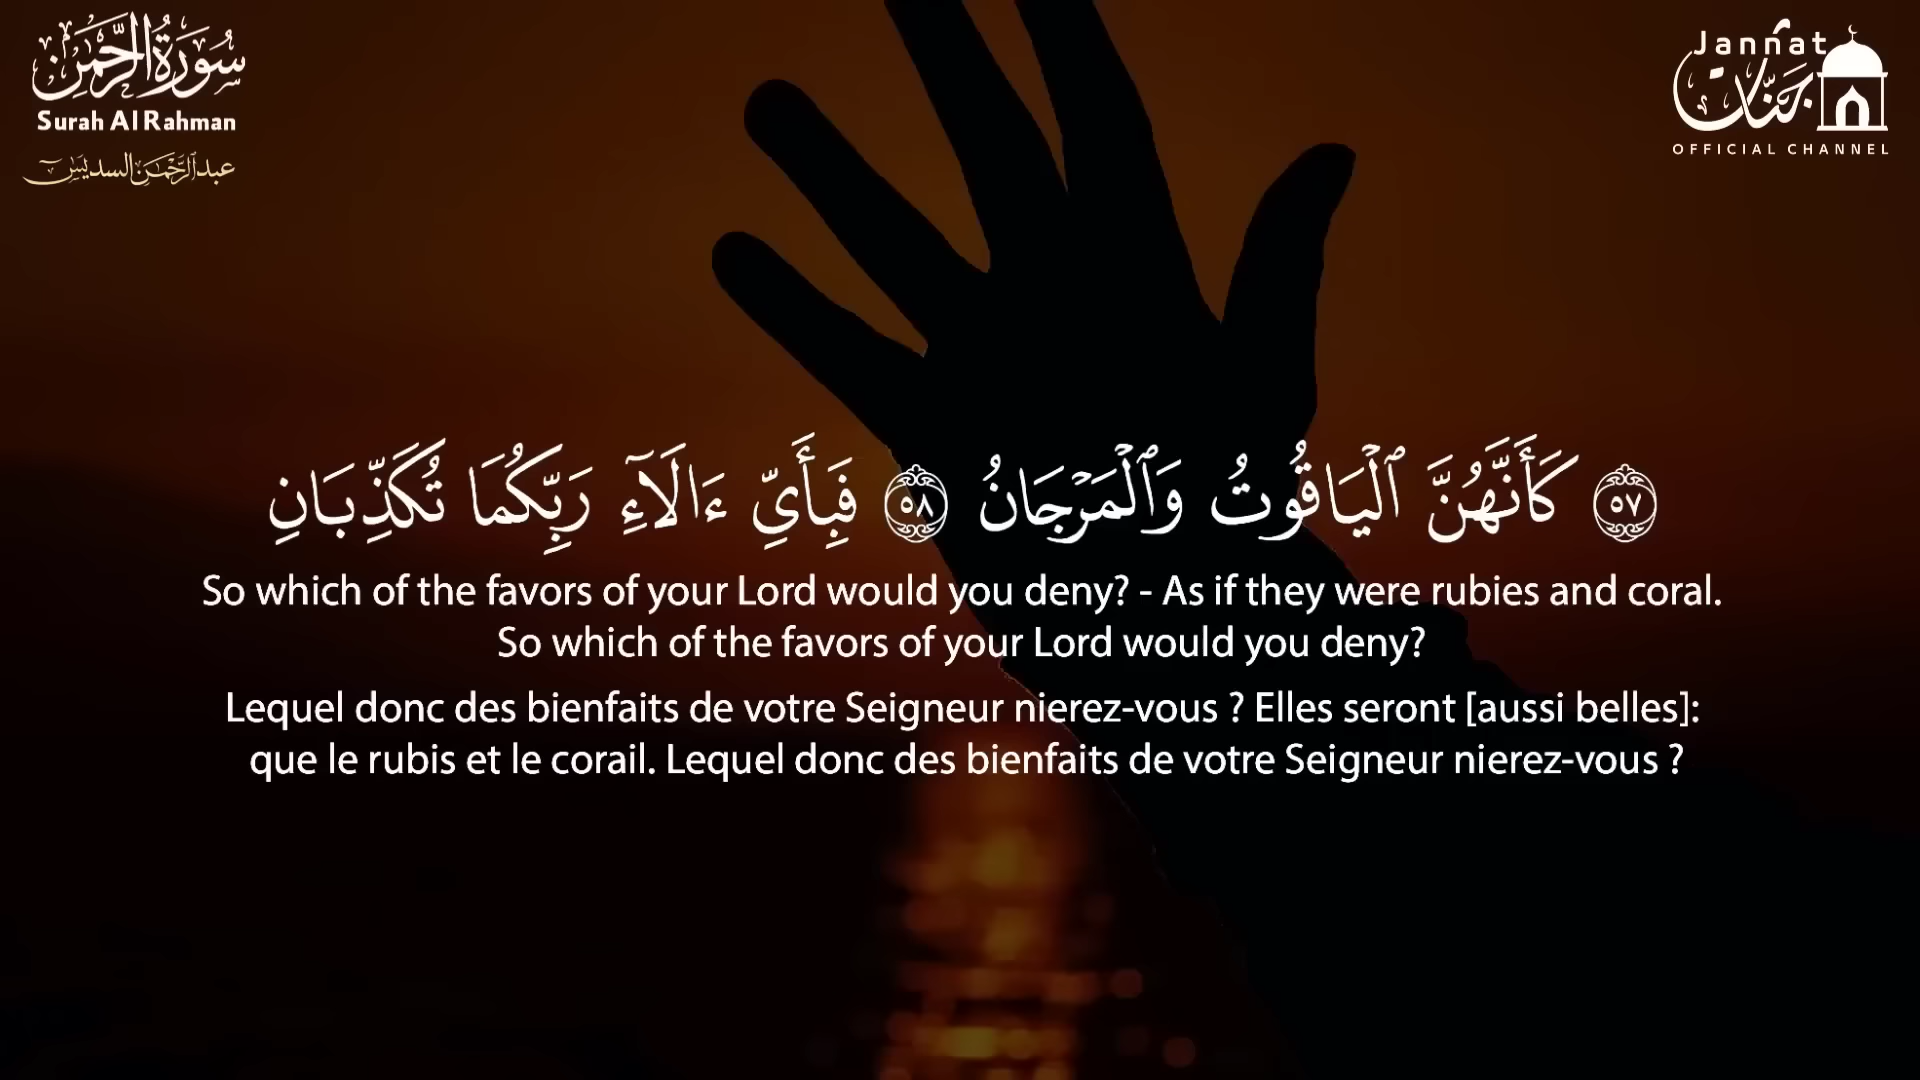 سُورَةُ الرَّحْمَٰن
Surah Al Rahman
عبد الرَّحْمَٰن السديس
Jannat
جَنَّات
OFFICIAL CHANNEL
۝٥٧ كَأَنَّهُنَّ ٱلْيَاقُوتُ وَٱلْمَرْجَانُ ۝٥٨ فَبِأَيِّ ءَالَآءِ رَبِّكُمَا تُكَذِّبَانِ
So which of the favors of your Lord would you deny? - As if they were rubies and coral.
So which of the favors of your Lord would you deny?
Lequel donc des bienfaits de votre Seigneur nierez-vous ? Elles seront [aussi belles]:
que le rubis et le corail. Lequel donc des bienfaits de votre Seigneur nierez-vous ?